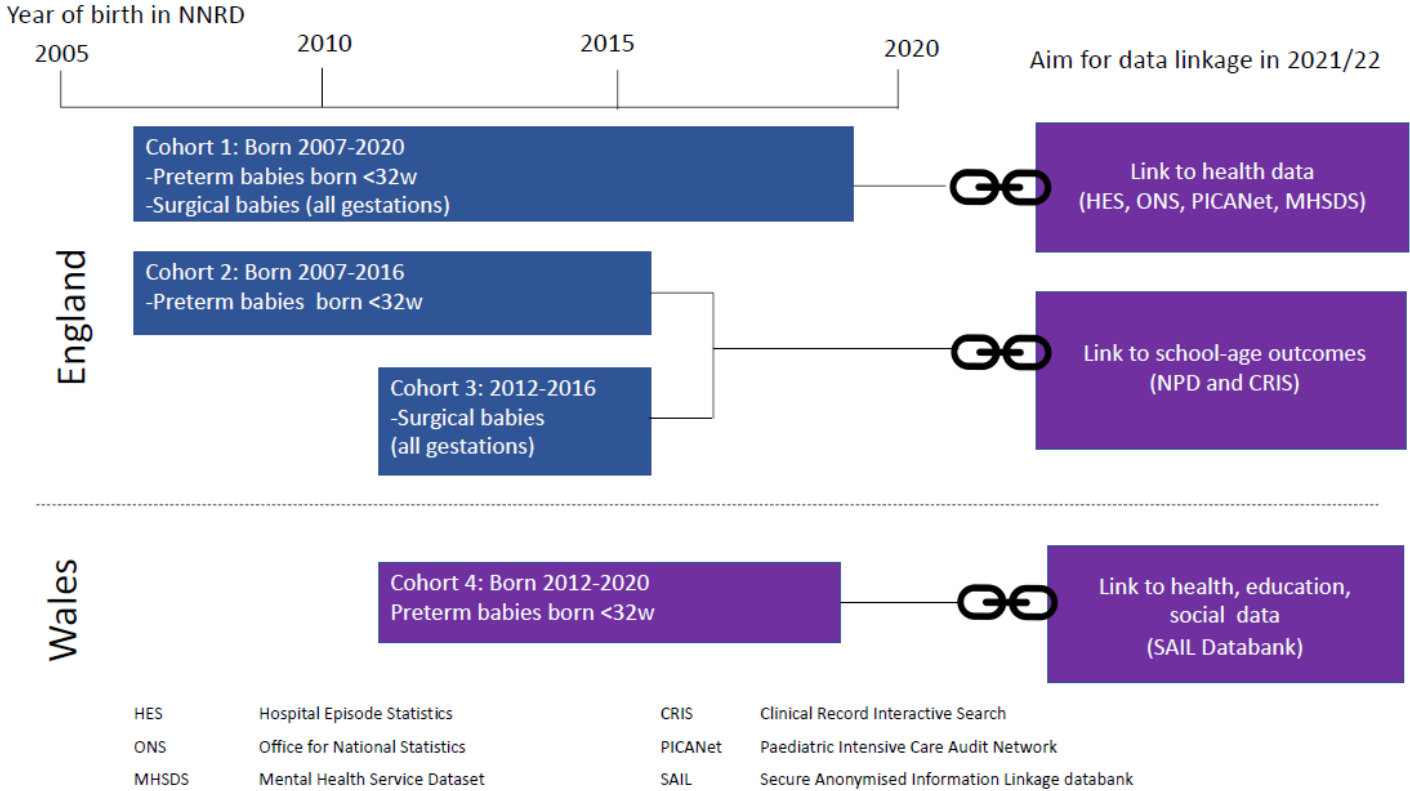 Year of birth in NNRD
2005
2010
2015
2020
Aim for data linkage in 2021/22
England
Cohort 1: Born 2007-2020
-Preterm babies born <32w
-Surgical babies (all gestations)
Link to health data
(HES, ONS, PICANet, MHSDS)
Cohort 2: Born 2007-2016
-Preterm babies born <32w
Cohort 3: 2012-2016
-Surgical babies
(all gestations)
Link to school-age outcomes
(NPD and CRIS)
Wales
Cohort 4: Born 2012-2020
Preterm babies born <32w
Link to health, education,
social data
(SAIL Databank)
HES Hospital Episode Statistics
CRIS Clinical Record Interactive Search
ONS Office for National Statistics
PICANet Paediatric Intensive Care Audit Network
MHSDS Mental Health Service Dataset
SAIL Secure Anonymised Information Linkage databank